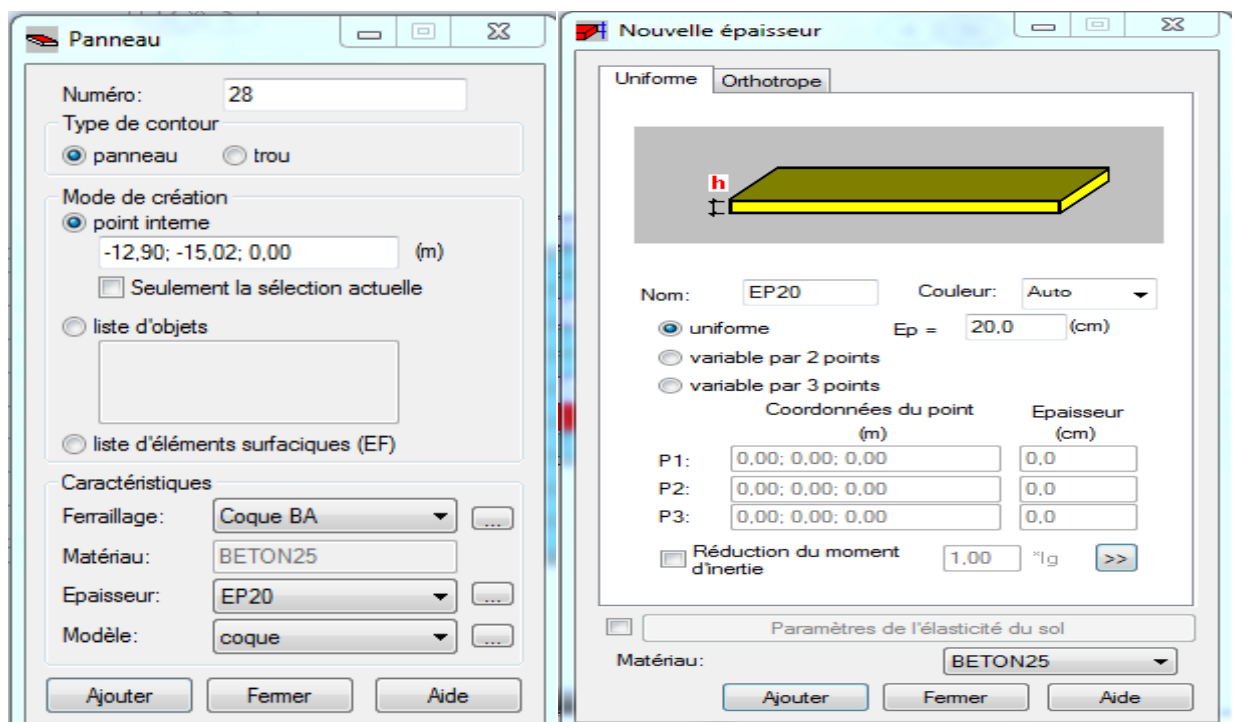 Panneau
Numéro: 28
Type de contour
panneau trou
Mode de création
point interne
-12,90; -15,02; 0,00 (m)
Seulement la sélection actuelle
liste d'objets
liste d'éléments surfaciques (EF)
Caractéristiques
Ferraillage: Coque BA ...
Matériau: BETON25
Epaisseur: EP20 ...
Modèle: coque ...
Ajouter Fermer Aide
Nouvelle épaisseur
Uniforme Orthotrope
h
Nom: EP20 Couleur: Auto
uniforme Ep = 20,0 (cm)
variable par 2 points
variable par 3 points
Coordonnées du point Epaisseur
(m) (cm)
P1: 0,00; 0,00; 0,00 0,0
P2: 0,00; 0,00; 0,00 0,0
P3: 0,00; 0,00; 0,00 0,0
Réduction du moment
d'inertie 1,00 *Ig >>
Paramètres de l'élasticité du sol
Matériau: BETON25
Ajouter Fermer Aide